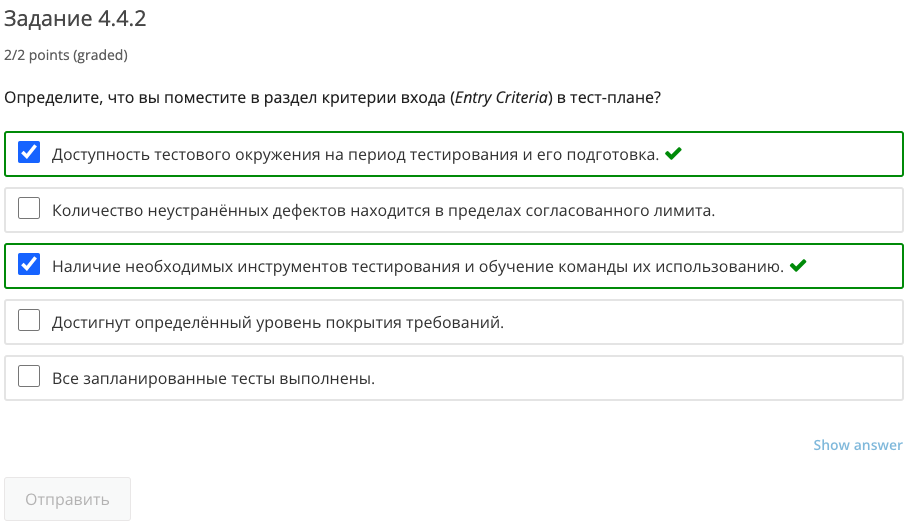 Задание 4.4.2
2/2 points (graded)
Определите, что вы поместите в раздел критерии входа (Entry Criteria) в тест-плане?
Доступность тестового окружения на период тестирования и его подготовка.
Количество неустранённых дефектов находится в пределах согласованного лимита.
Наличие необходимых инструментов тестирования и обучение команды их использованию.
Достигнут определённый уровень покрытия требований.
Все запланированные тесты выполнены.
Show answer
Отправить